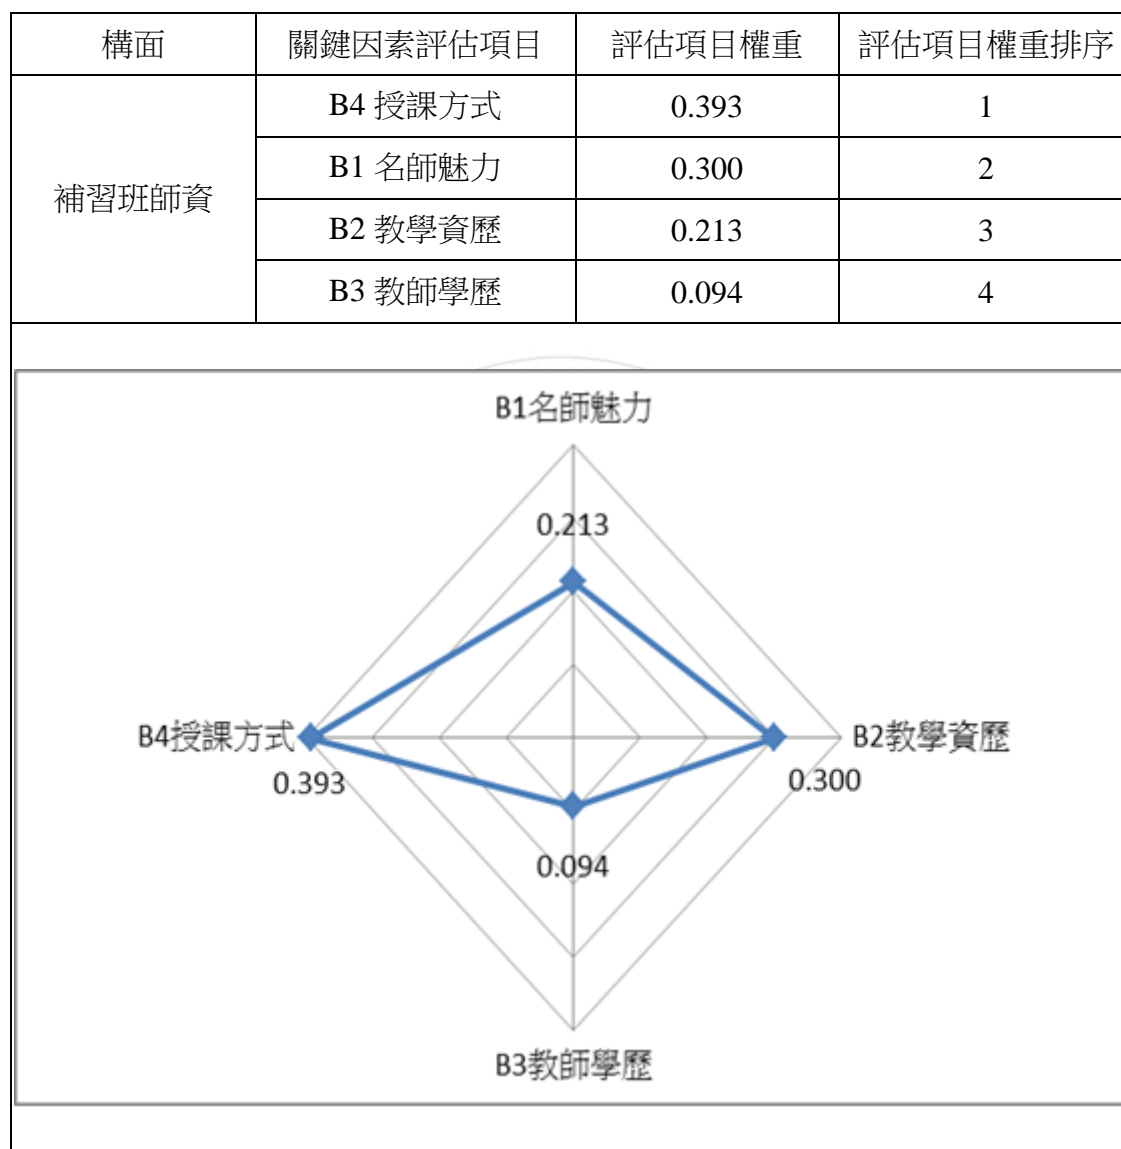 構面 關鍵因素評估項目 評估項目權重 評估項目權重排序
補習班師資
B4 授課方式 0.393 1
B1 名師魅力 0.300 2
B2 教學資歷 0.213 3
B3 教師學歷 0.094 4
B1名師魅力
0.213
B4授課方式
0.393
B2教學資歷
0.300
0.094
B3教師學歷